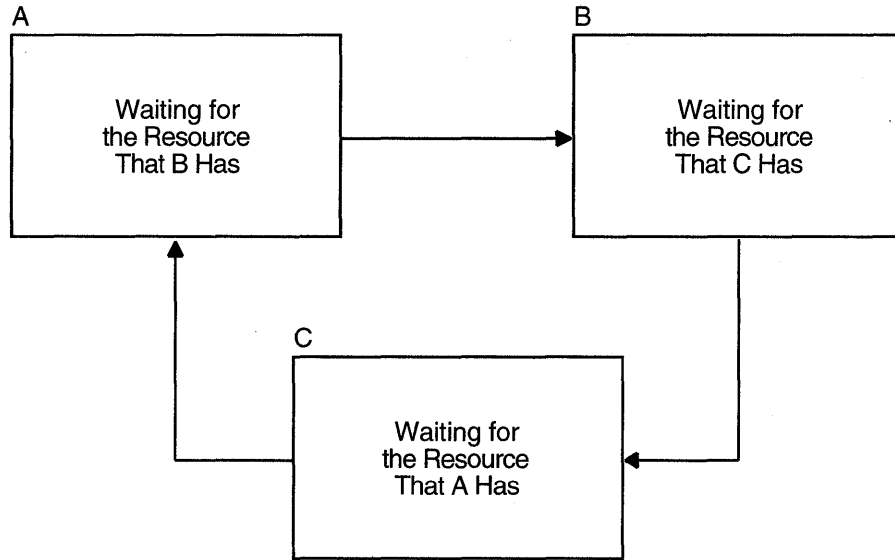 A
Waiting for
the Resource
That B Has
B
Waiting for
the Resource
That C Has
C
Waiting for
the Resource
That A Has